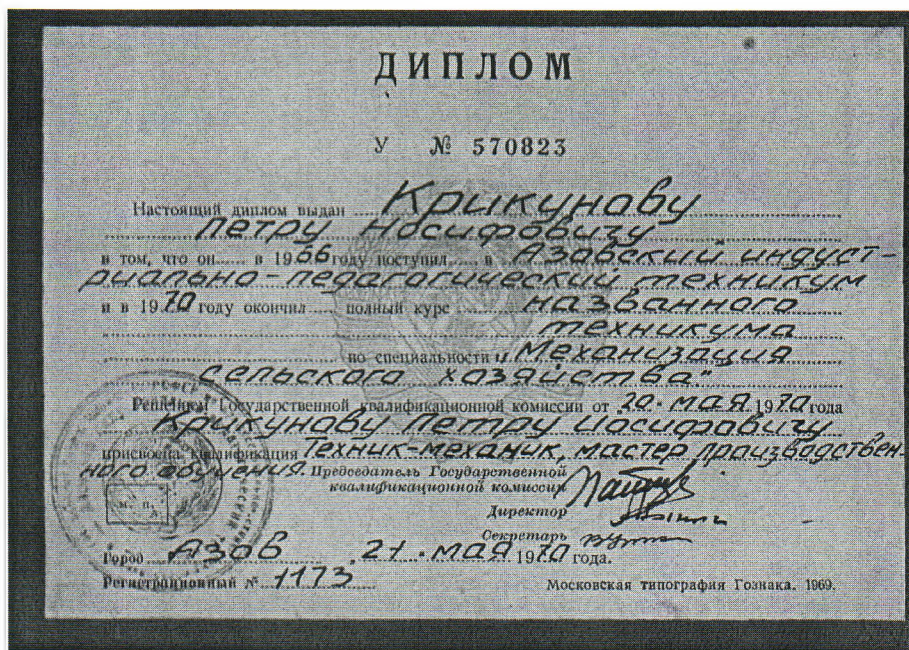 ДИПЛОМ
У № 570823
Настоящий диплом выдан Крикунову
Петру Иосифовичу
в том, что он в 1966 году поступил в Азовский индуст-
риально-педагогический техникум
и в 1970 году окончил полный курс названного
техникума
по специальности „Механизация
сельского хозяйства"
Решением Государственной квалификационной комиссии от 20 мая 1970 года
Крикунову Петру Иосифовичу
присвоена квалификация Техник-механик, мастер производствен-
ного обучения.
Председатель Государственной
квалификационной комиссии
Директор
Секретарь
М. П.
Город Азов 21 мая 1970 года.
Регистрационный № 1173
Московская типография Гознака. 1969.